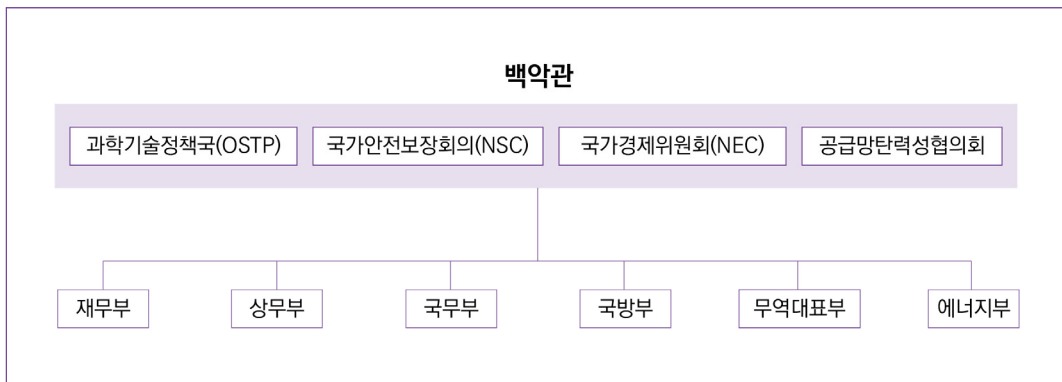 백악관
과학기술정책국(OSTP)
국가안전보장회의(NSC)
국가경제위원회(NEC)
공급망탄력성협의회
재무부
상무부
국무부
국방부
무역대표부
에너지부